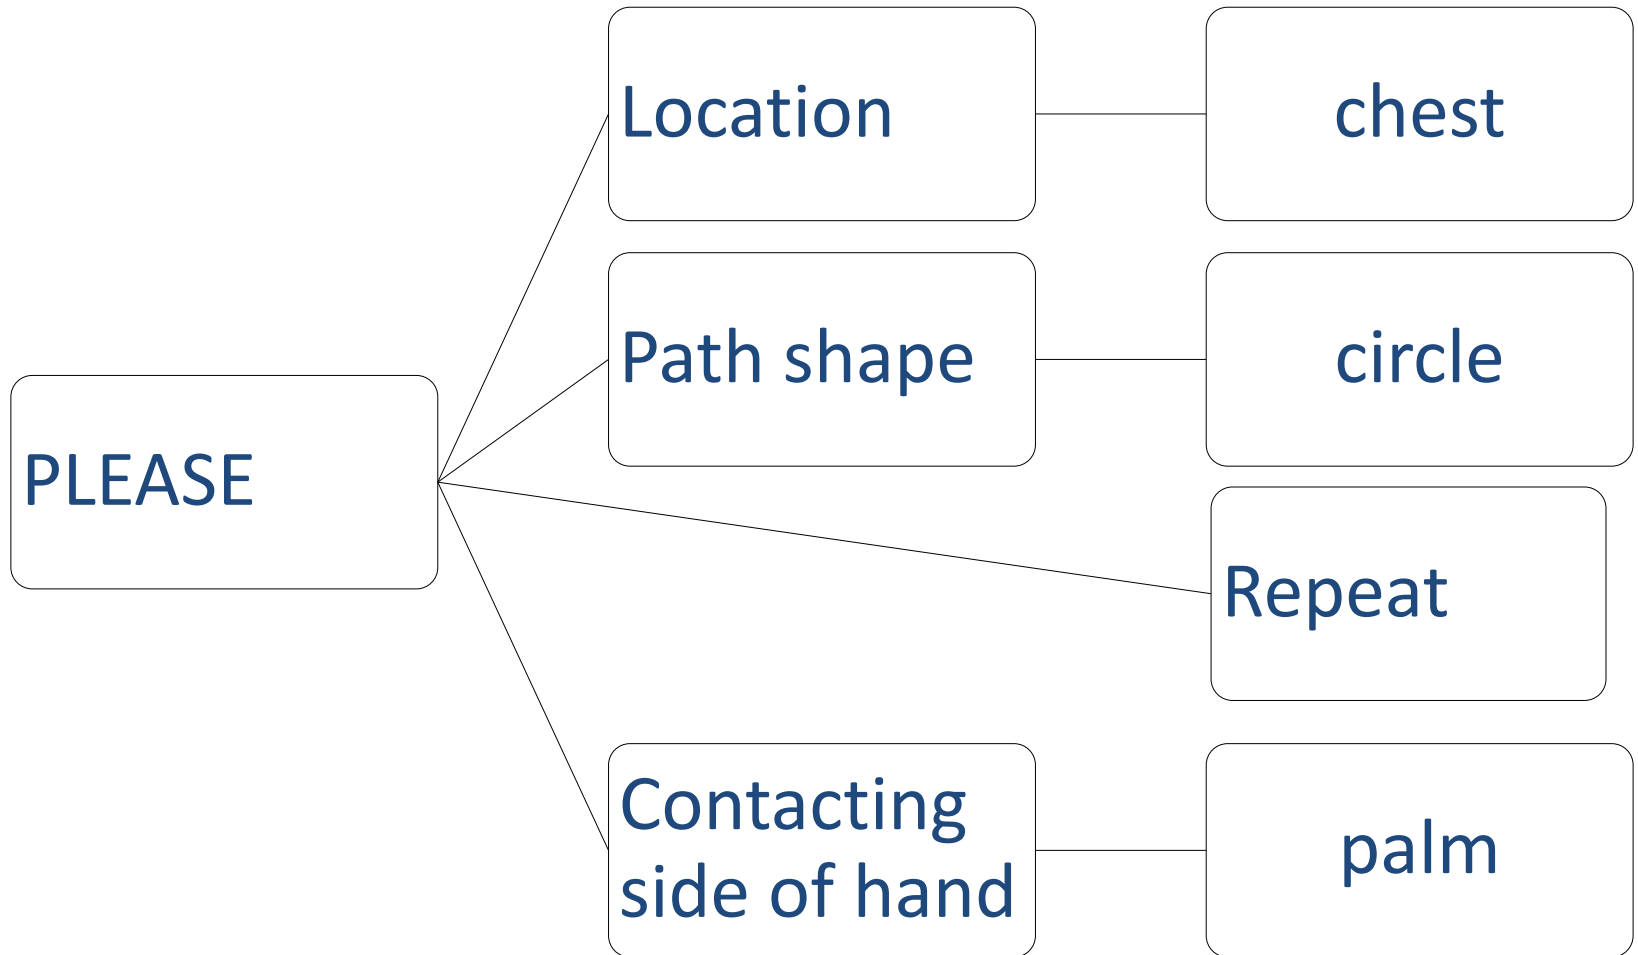 Location
chest
Path shape
circle
PLEASE
Repeat
Contacting
side of hand
palm